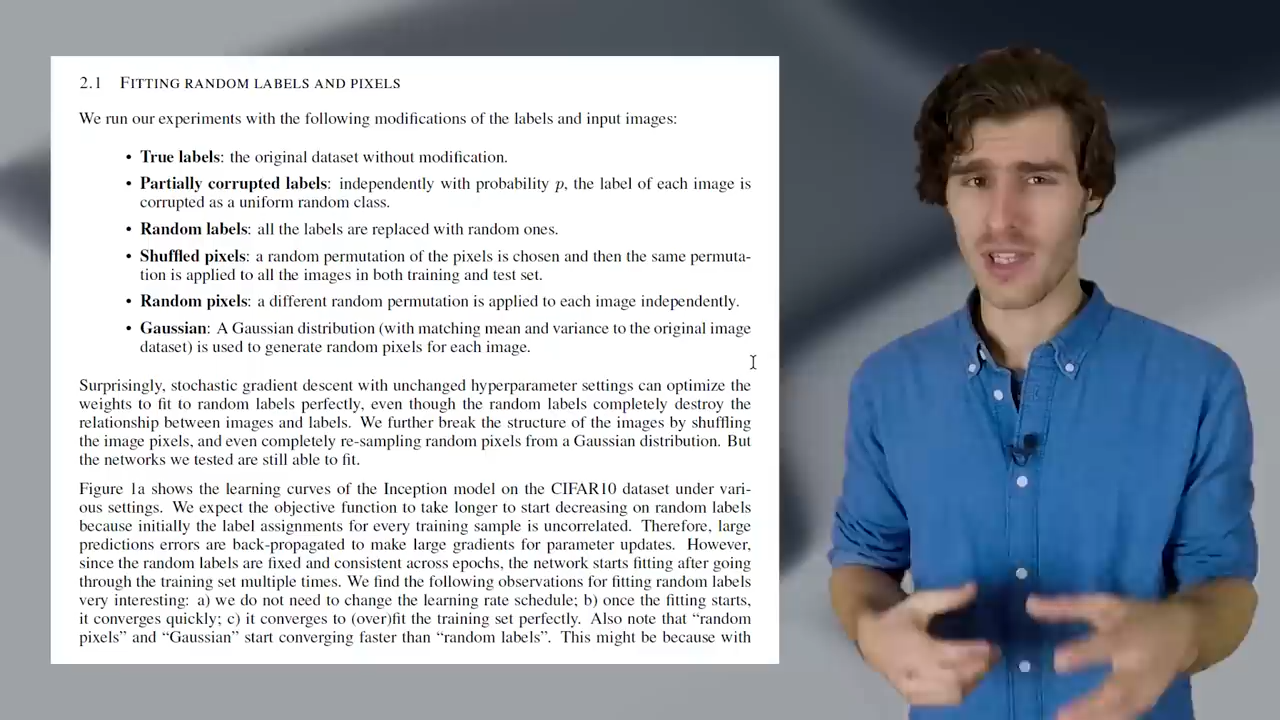 2.1 FITTING RANDOM LABELS AND PIXELS
We run our experiments with the following modifications of the labels and input images:
• True labels: the original dataset without modification.
• Partially corrupted labels: independently with probability p, the label of each image is
corrupted as a uniform random class.
• Random labels: all the labels are replaced with random ones.
• Shuffled pixels: a random permutation of the pixels is chosen and then the same permuta-
tion is applied to all the images in both training and test set.
• Random pixels: a different random permutation is applied to each image independently.
• Gaussian: A Gaussian distribution (with matching mean and variance to the original image
dataset) is used to generate random pixels for each image.
Surprisingly, stochastic gradient descent with unchanged hyperparameter settings can optimize the
weights to fit to random labels perfectly, even though the random labels completely destroy the
relationship between images and labels. We further break the structure of the images by shuffling
the image pixels, and even completely re-sampling random pixels from a Gaussian distribution. But
the networks we tested are still able to fit.
Figure 1a shows the learning curves of the Inception model on the CIFAR10 dataset under vari-
ous settings. We expect the objective function to take longer to start decreasing on random labels
because initially the label assignments for every training sample is uncorrelated. Therefore, large
predictions errors are back-propagated to make large gradients for parameter updates. However,
since the random labels are fixed and consistent across epochs, the network starts fitting after going
through the training set multiple times. We find the following observations for fitting random labels
very interesting: a) we do not need to change the learning rate schedule; b) once the fitting starts,
it converges quickly; c) it converges to (over)fit the training set perfectly. Also note that “random
pixels” and “Gaussian” start converging faster than “random labels”. This might be because with